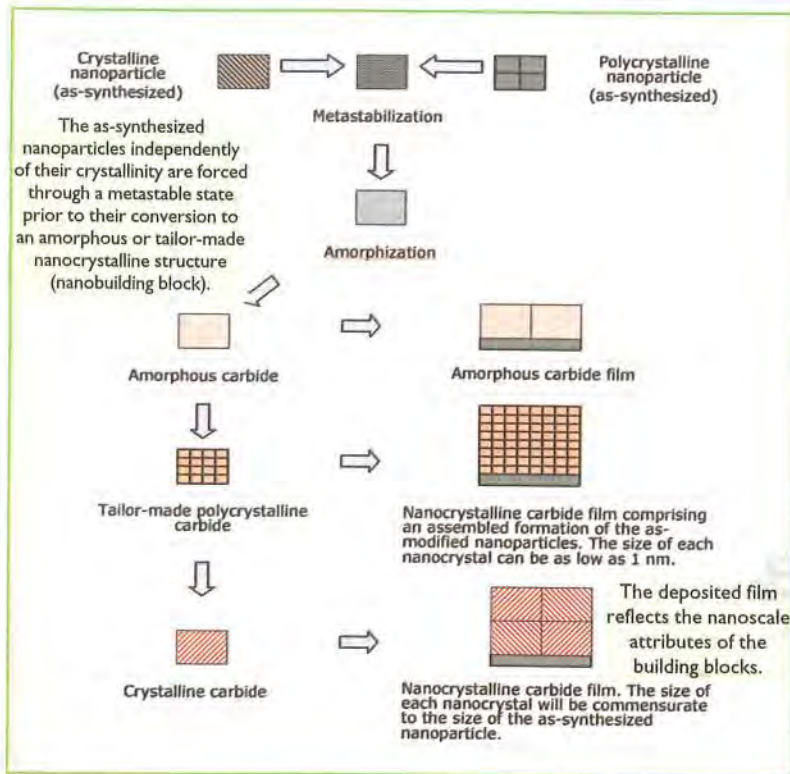 Crystalline
nanoparticle
(as-synthesized)
Polycrystalline
nanoparticle
(as-synthesized)
Metastabilization
The as-synthesized
nanoparticles independently
of their crystallinity are forced
through a metastable state
prior to their conversion to
an amorphous or tailor-made
nanocrystalline structure
(nanobuilding block).
Amorphization
Amorphous carbide
Amorphous carbide film
Tailor-made polycrystalline
carbide
Nanocrystalline carbide film comprising
an assembled formation of the as-
modified nanoparticles. The size of each
nanocrystal can be as low as 1 nm.
The deposited film
reflects the nanoscale
attributes of the
building blocks.
Crystalline carbide
Nanocrystalline carbide film. The size of
each nanocrystal will be commensurate
to the size of the as-synthesized
nanoparticle.